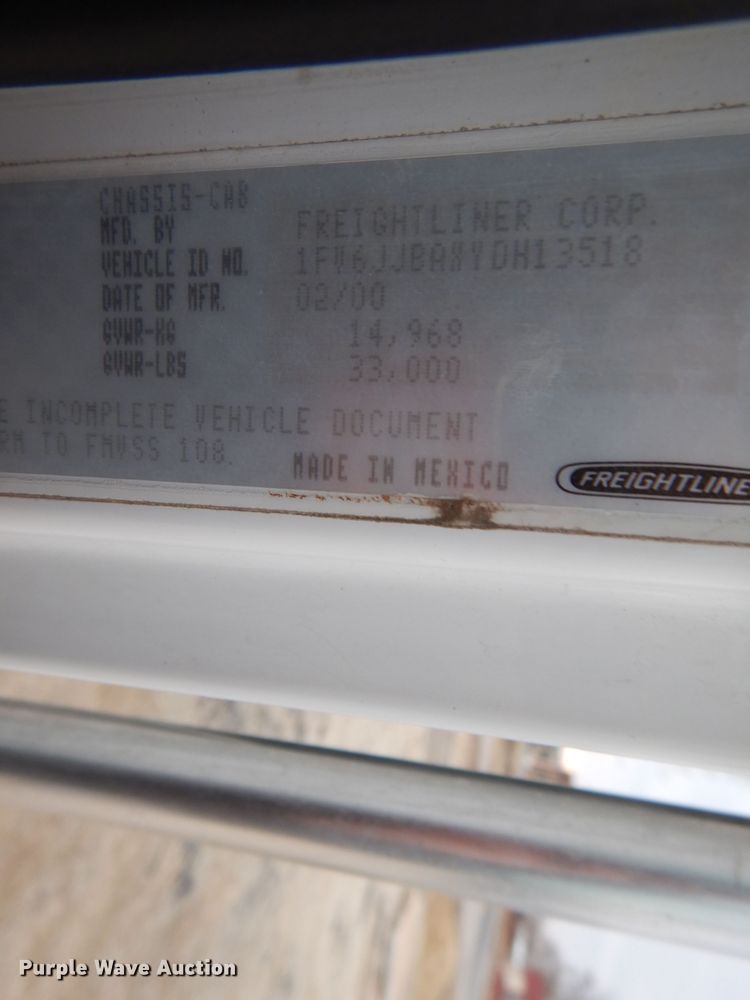 CHASSIS-CAB
MFD. BY FREIGHTLINER CORP.
VEHICLE ID NO. 1FV6JJBAXYDH13518
DATE OF MFR. 02/00
GVWR-KG 14,968
GVWR-LBS 33,000
E INCOMPLETE VEHICLE DOCUMENT
RM TO FMVSS 108.
MADE IN MEXICO
FREIGHTLINE
Purple Wave Auction